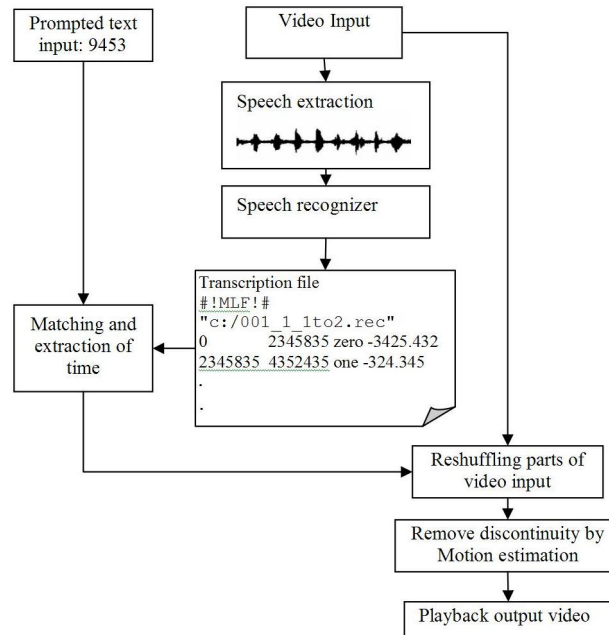 Prompted text
input: 9453
Video Input
Speech extraction
Speech recognizer
Transcription file
#!MLF!#
"c:/001_1_1to2.rec"
0 2345835 zero -3425.432
2345835 4352435 one -324.345
.
.
Matching and
extraction of
time
Reshuffling parts of
video input
Remove discontinuity by
Motion estimation
Playback output video